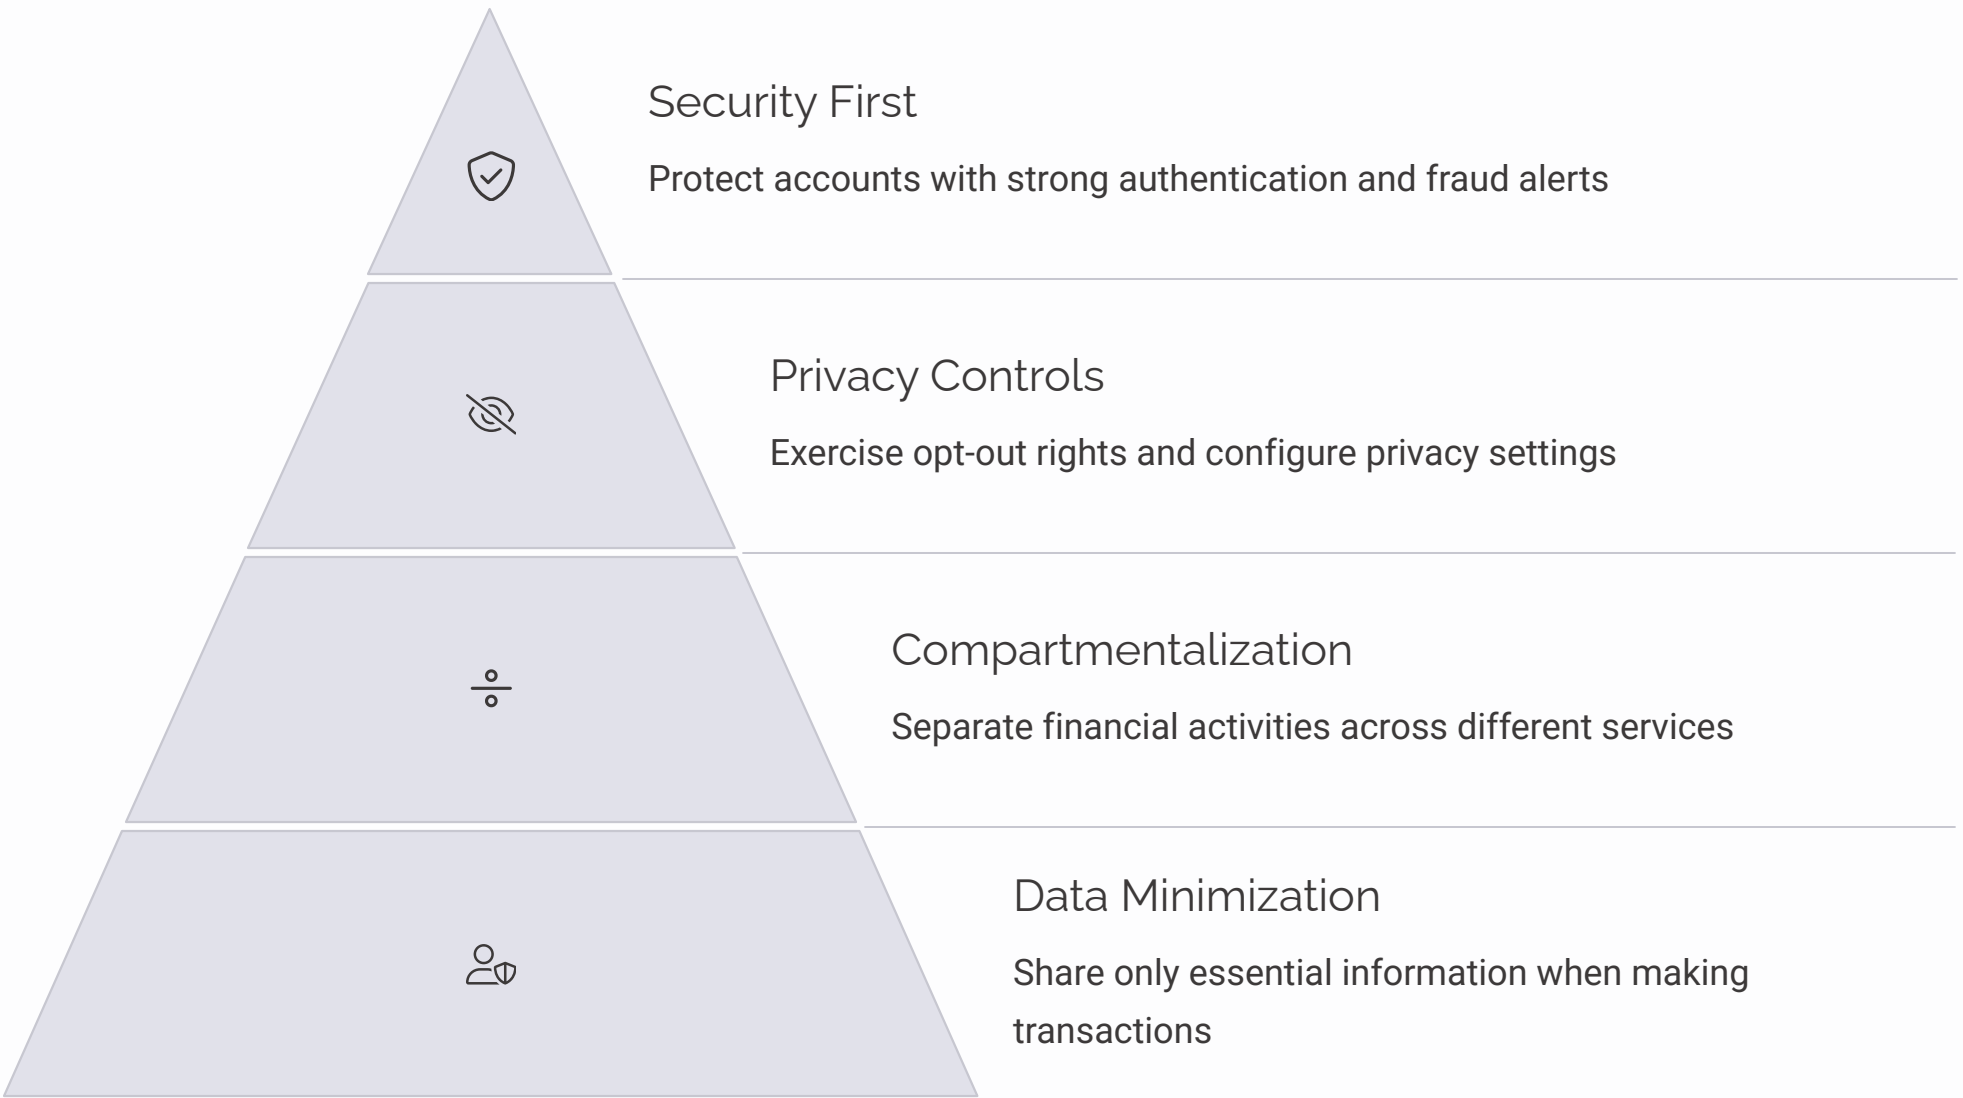 Security First
Protect accounts with strong authentication and fraud alerts
Privacy Controls
Exercise opt-out rights and configure privacy settings
Compartmentalization
Separate financial activities across different services
Data Minimization
Share only essential information when making
transactions